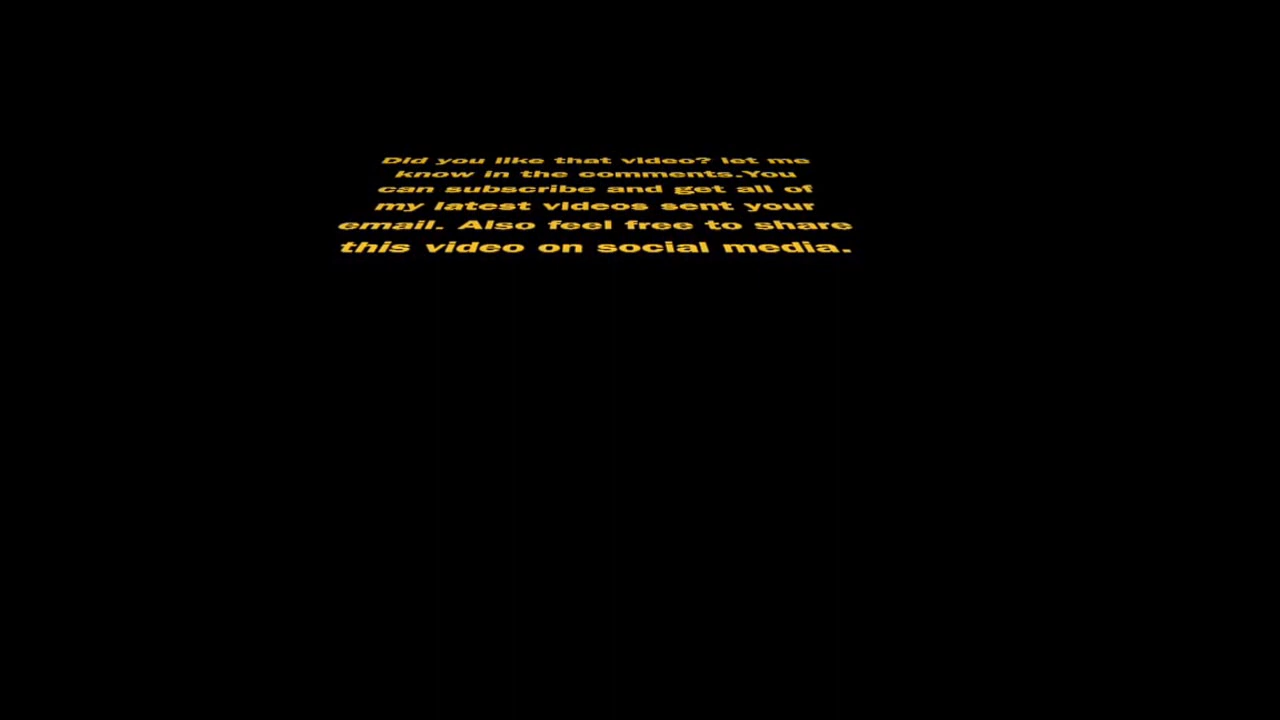 Did you like that video? let me
know in the comments.You
can subscribe and get all of
my latest videos sent your
email. Also feel free to share
this video on social media.